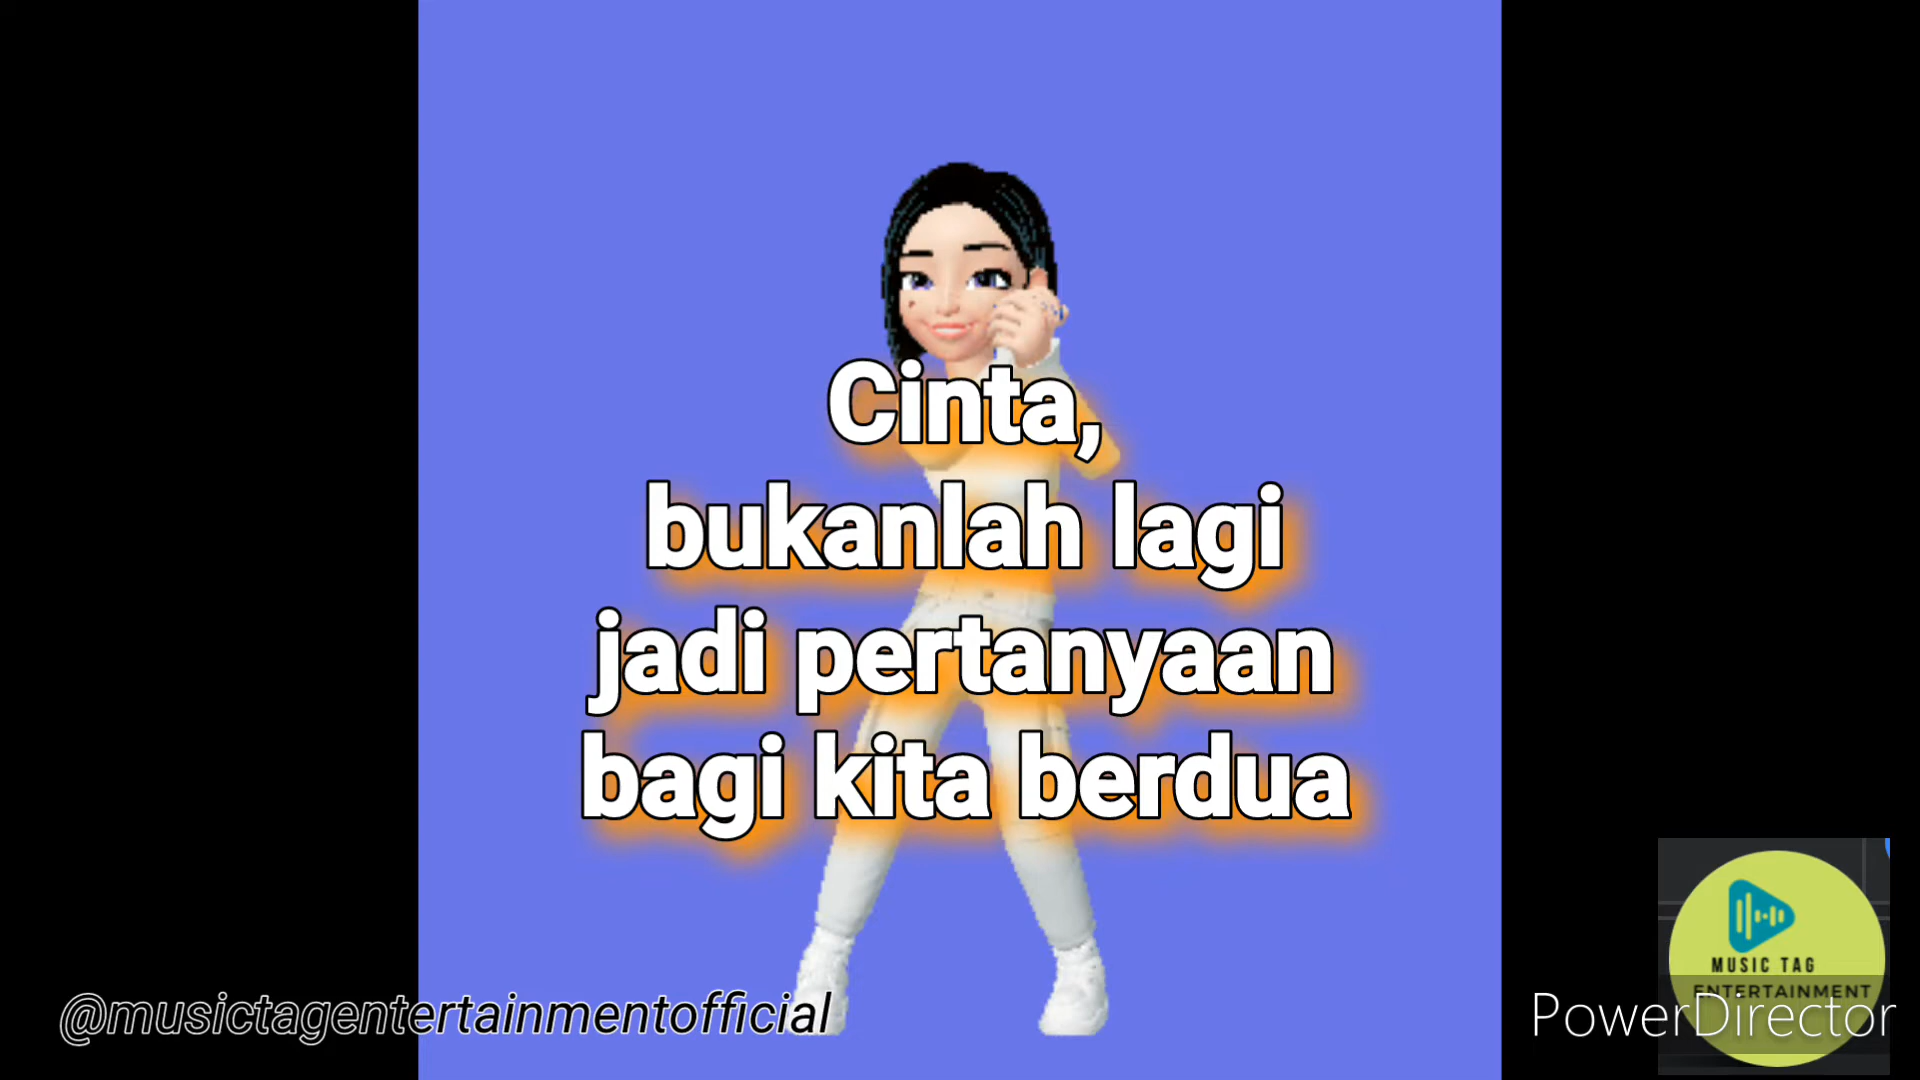 Cinta,
bukanlah lagi
jadi pertanyaan
bagi kita berdua
MUSIC TAG
ENTERTAINMENT
@musictagentertainmentofficial
PowerDirector